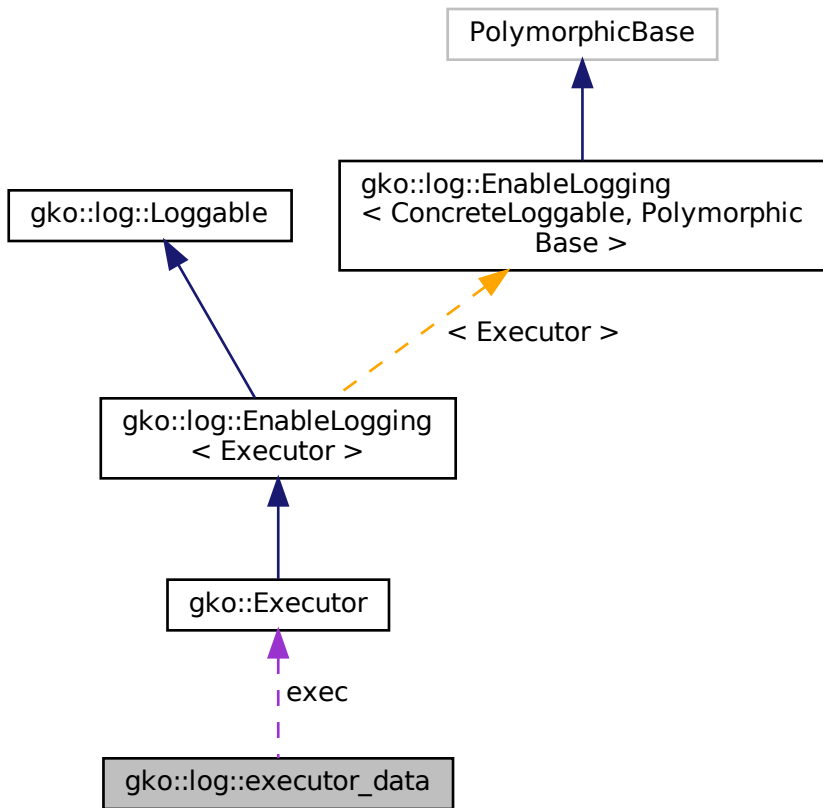 PolymorphicBase
gko::log::Loggable
gko::log::EnableLogging
< ConcreteLoggable, Polymorphic
Base >
< Executor >
gko::log::EnableLogging
< Executor >
gko::Executor
exec
gko::log::executor_data